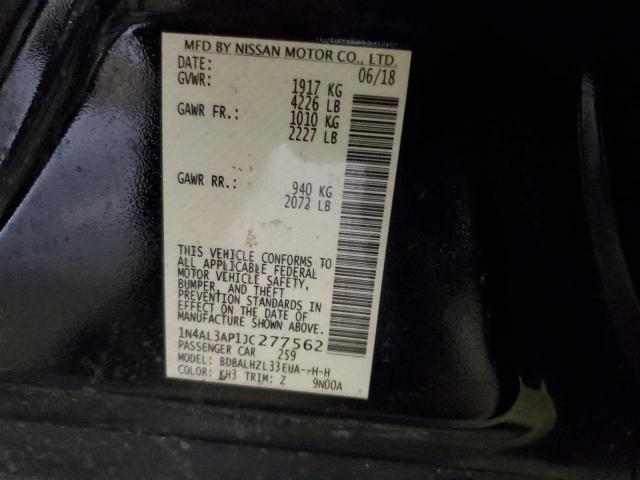 MFD BY NISSAN MOTOR CO., LTD.
DATE: 06/18
GVWR: 1917 KG
4226 LB
GAWR FR.: 1010 KG
2227 LB
GAWR RR.: 940 KG
2072 LB
THIS VEHICLE CONFORMS TO
ALL APPLICABLE FEDERAL
MOTOR VEHICLE SAFETY,
BUMPER, AND THEFT
PREVENTION STANDARDS IN
EFFECT ON THE DATE OF
MANUFACTURE SHOWN ABOVE.
1N4AL3AP1JC277562
PASSENGER CAR 2S9
MODEL: BDBALHZL33EUA--H-H
COLOR: KH3 TRIM: Z 9N00A